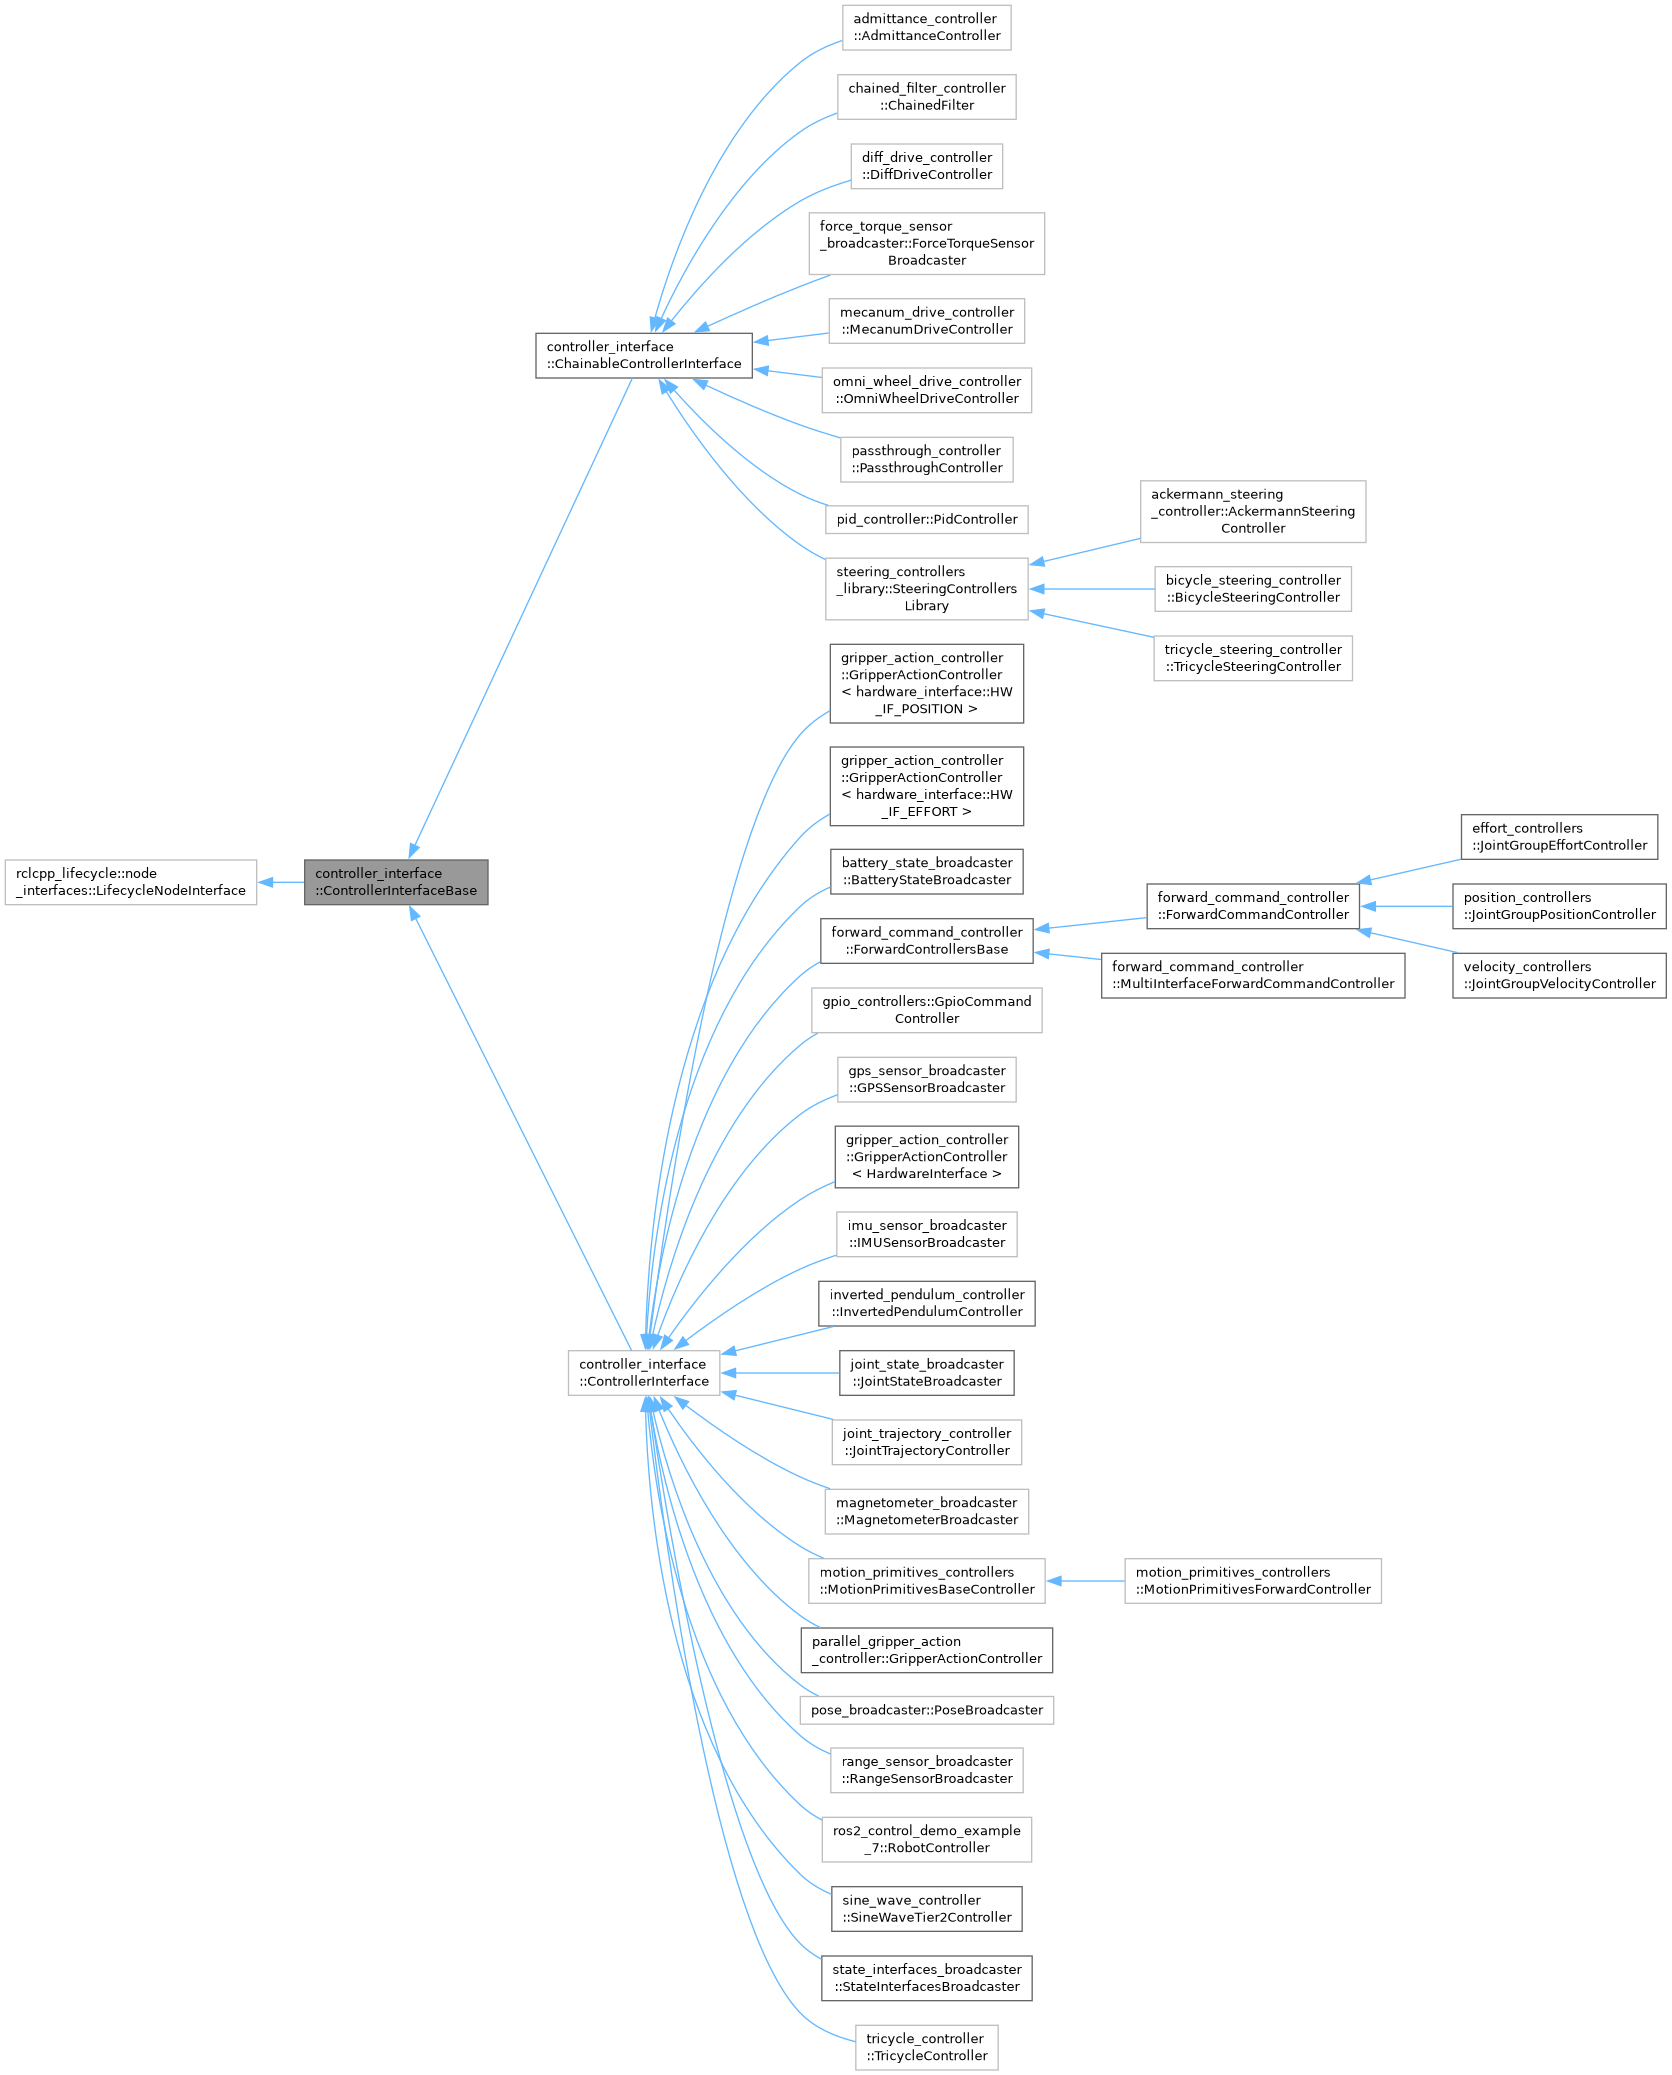 admittance_controller
::AdmittanceController
chained_filter_controller
::ChainedFilter
diff_drive_controller
::DiffDriveController
force_torque_sensor
_broadcaster::ForceTorqueSensor
Broadcaster
mecanum_drive_controller
::MecanumDriveController
controller_interface
::ChainableControllerInterface
omni_wheel_drive_controller
::OmniWheelDriveController
passthrough_controller
::PassthroughController
pid_controller::PidController
steering_controllers
_library::SteeringControllers
Library
ackermann_steering
_controller::AckermannSteering
Controller
bicycle_steering_controller
::BicycleSteeringController
tricycle_steering_controller
::TricycleSteeringController
gripper_action_controller
::GripperActionController
< hardware_interface::HW
_IF_POSITION >
gripper_action_controller
::GripperActionController
< hardware_interface::HW
_IF_EFFORT >
rclcpp_lifecycle::node
_interfaces::LifecycleNodeInterface
controller_interface
::ControllerInterfaceBase
battery_state_broadcaster
::BatteryStateBroadcaster
forward_command_controller
::ForwardControllersBase
forward_command_controller
::ForwardCommandController
effort_controllers
::JointGroupEffortController
position_controllers
::JointGroupPositionController
velocity_controllers
::JointGroupVelocityController
forward_command_controller
::MultiInterfaceForwardCommandController
gpio_controllers::GpioCommand
Controller
gps_sensor_broadcaster
::GPSSensorBroadcaster
gripper_action_controller
::GripperActionController
< HardwareInterface >
imu_sensor_broadcaster
::IMUSensorBroadcaster
inverted_pendulum_controller
::InvertedPendulumController
controller_interface
::ControllerInterface
joint_state_broadcaster
::JointStateBroadcaster
joint_trajectory_controller
::JointTrajectoryController
magnetometer_broadcaster
::MagnetometerBroadcaster
motion_primitives_controllers
::MotionPrimitivesBaseController
motion_primitives_controllers
::MotionPrimitivesForwardController
parallel_gripper_action
_controller::GripperActionController
pose_broadcaster::PoseBroadcaster
range_sensor_broadcaster
::RangeSensorBroadcaster
ros2_control_demo_example
_7::RobotController
sine_wave_controller
::SineWaveTier2Controller
state_interfaces_broadcaster
::StateInterfacesBroadcaster
tricycle_controller
::TricycleController